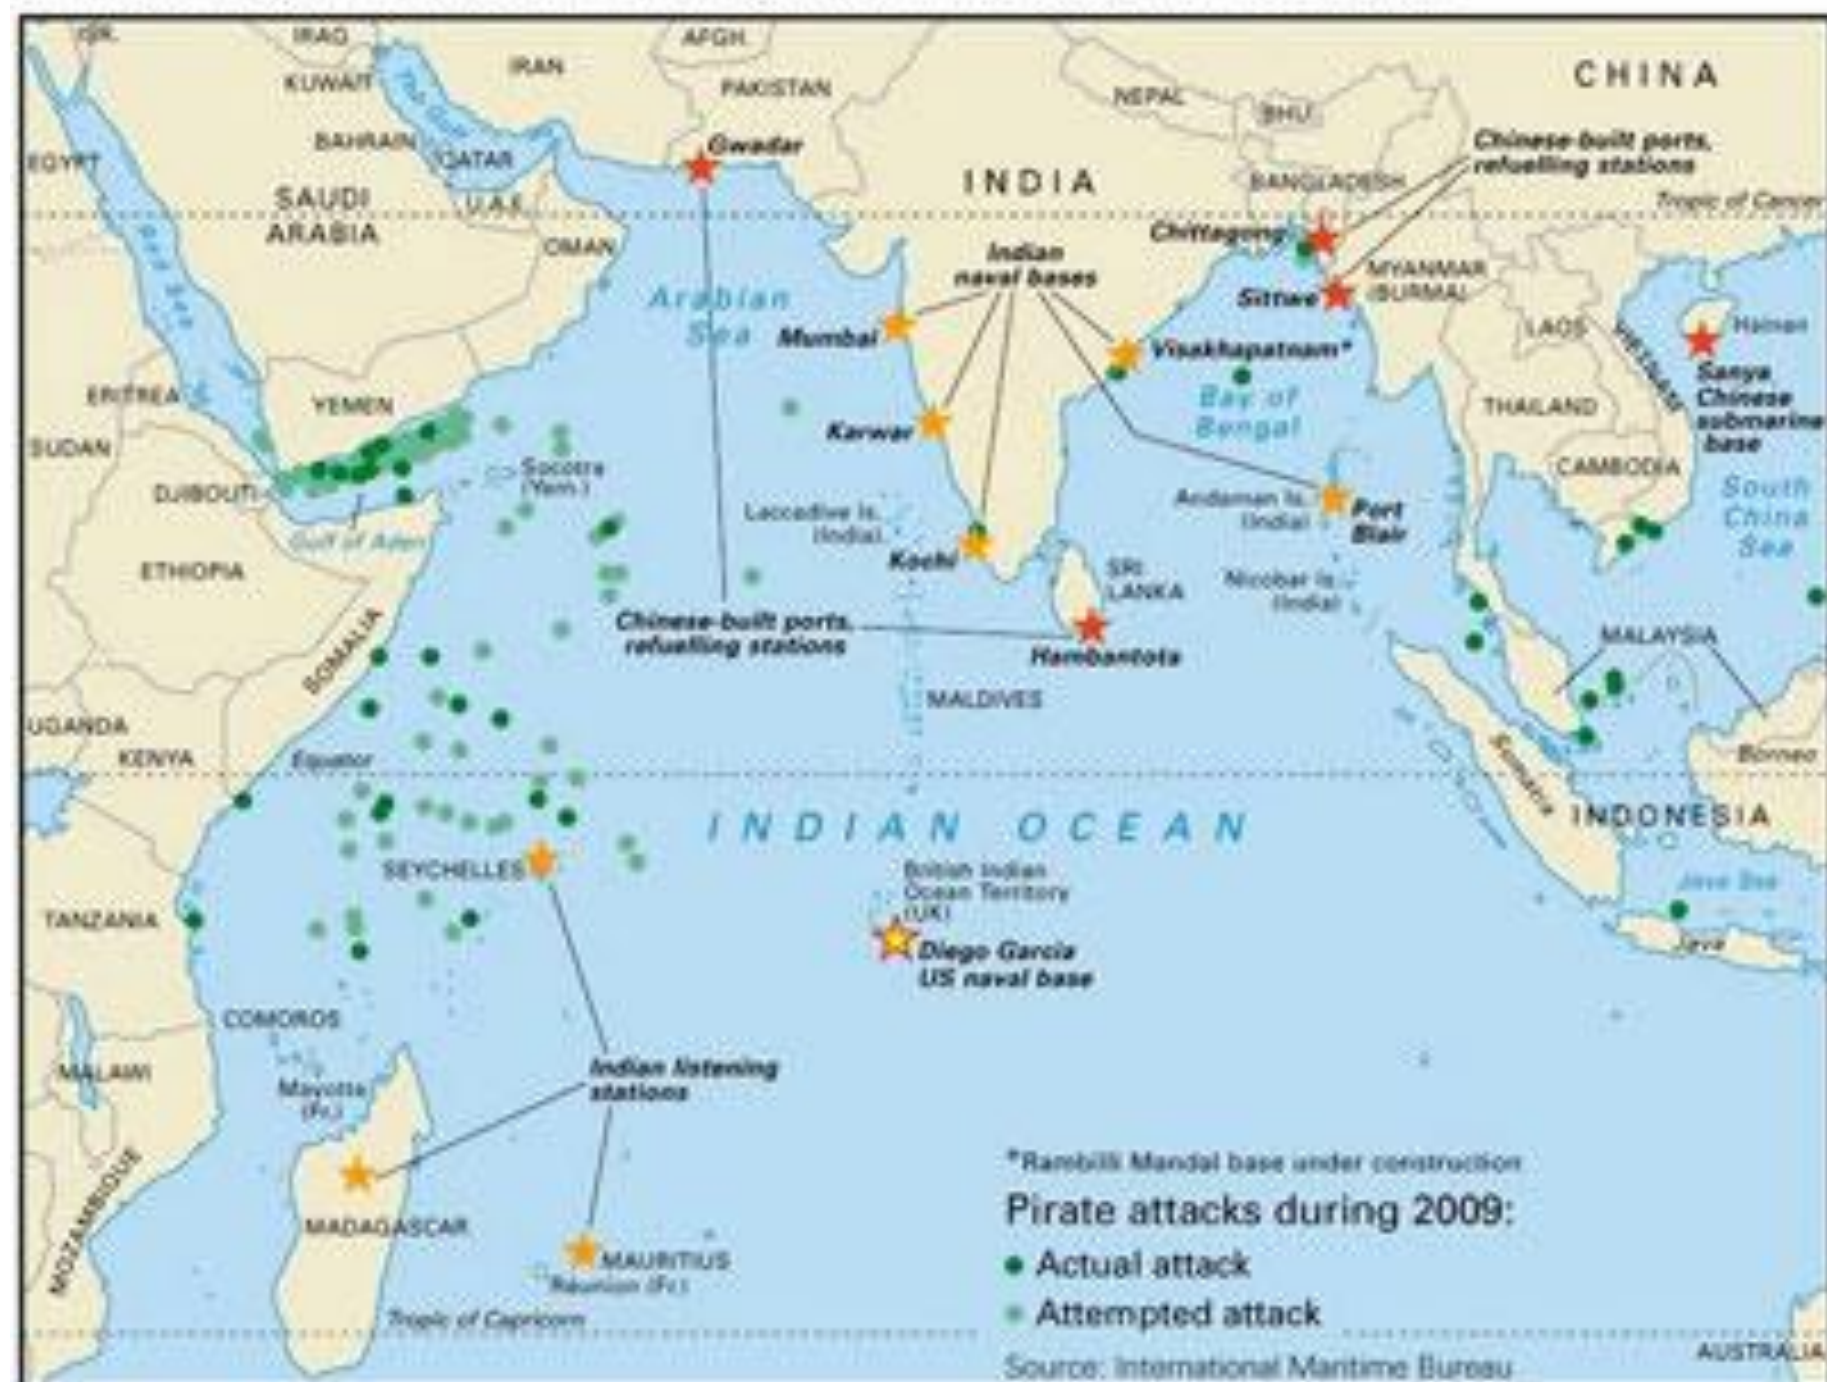 IRAQ
AFGH.
IRAN
KUWAIT
PAKISTAN
NEPAL
BHU.
CHINA
The Gulf
BAHRAIN
QATAR
EGYPT
Gwadar
Chinese-built ports,
refuelling stations
INDIA
BANGLADESH
SAUDI
ARABIA
U.A.E.
Tropic of Cancer
OMAN
Chittagong
Red Sea
Indian
naval bases
MYANMAR
(BURMA)
Sittwe
Arabian
Sea
Mumbai
LAOS
VIETNAM
Hainan
Visakhapatnam*
Sanya
Chinese
submarine
base
ERITREA
YEMEN
Bay of
Bengal
THAILAND
Karwar
SUDAN
Socotra
(Yem.)
CAMBODIA
DJIBOUTI
Laccadive Is.
(India)
Andaman Is.
(India)
Port
Blair
South
China
Sea
Gulf of Aden
Kochi
ETHIOPIA
SRI
LANKA
Nicobar Is.
(India)
SOMALIA
Chinese-built ports,
refuelling stations
MALAYSIA
Hambantota
MALDIVES
UGANDA
KENYA
Equator
Sumatra
Borneo
INDIAN OCEAN
INDONESIA
SEYCHELLES
British Indian
Ocean Territory
(UK)
Java Sea
TANZANIA
Diego Garcia
US naval base
Java
COMOROS
MALAWI
Mayotte
(Fr.)
Indian listening
stations
MOZAMBIQUE
*Rambilli Mandal base under construction
MADAGASCAR
Pirate attacks during 2009:
MAURITIUS
Réunion (Fr.)
Actual attack
Tropic of Capricorn
Attempted attack
AUSTRALIA
Source: International Maritime Bureau